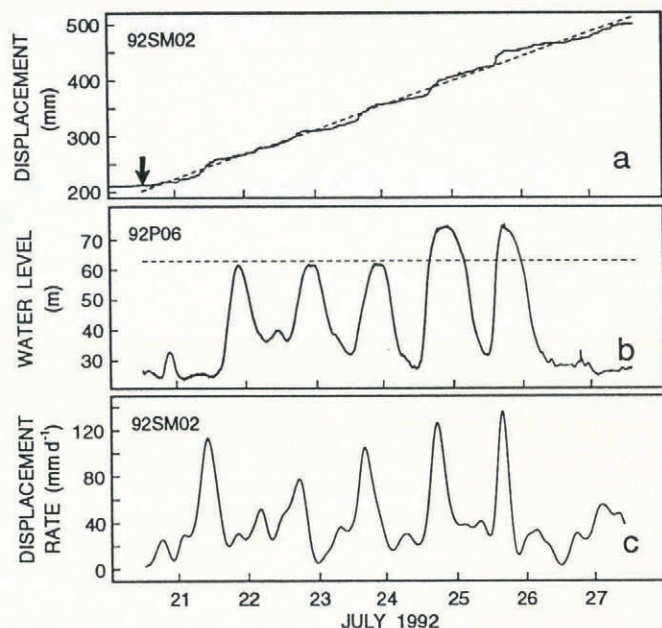 500
400
300
200
DISPLACEMENT
(mm)
92SM02
a
70
60
50
40
30
WATER LEVEL
(m)
92P06
b
120
80
40
0
DISPLACEMENT
RATE (mm d⁻¹)
92SM02
c
21 22 23 24 25 26 27
JULY 1992